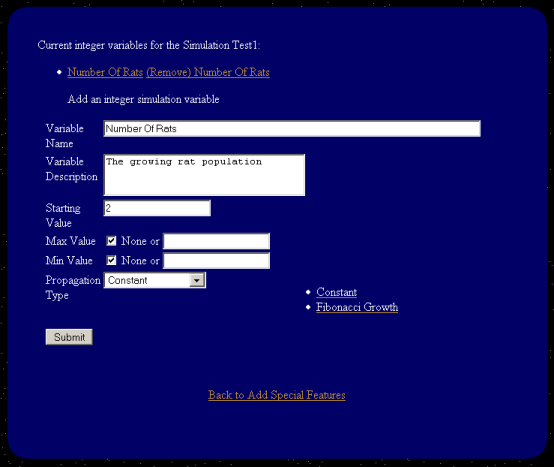 Current integer variables for the Simulation Test1:
Number Of Rats (Remove) Number Of Rats
Add an integer simulation variable
Variable Name
Number Of Rats
Variable Description
The growing rat population
Starting Value
2
Max Value None or
Min Value None or
Propagation Type
Constant
Constant
Fibonacci Growth
Submit
Back to Add Special Features